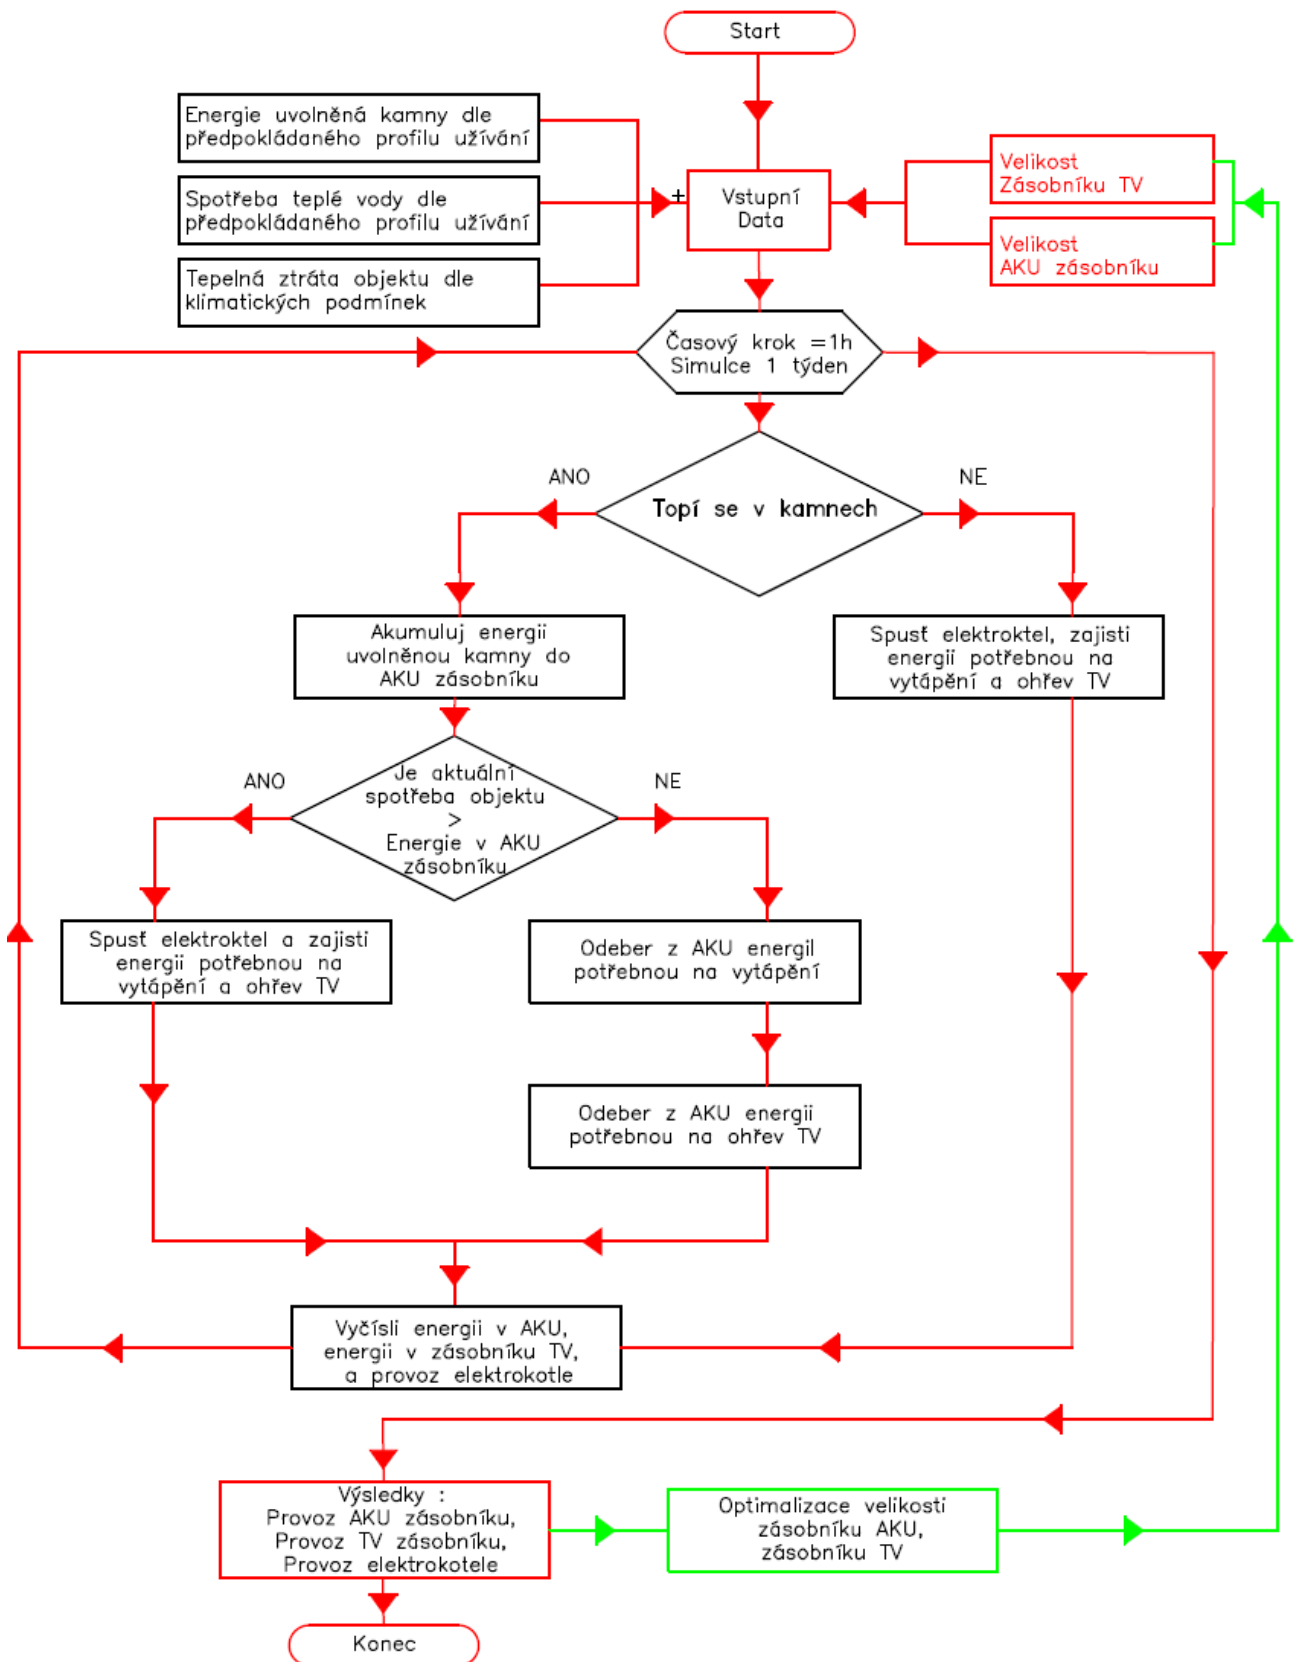 Start
Energie uvolněná kamny dle
předpokládaného profilu užívání
Spotřeba teplé vody dle
předpokládaného profilu užívání
Tepelná ztráta objektu dle
klimatických podmínek
+
Vstupní
Data
Velikost
Zásobníku TV
Velikost
AKU zásobníku
Časový krok =1h
Simulce 1 týden
ANO
NE
Topí se v kamnech
Akumuluj energii
uvolněnou kamny do
AKU zásobníku
Spusť elektroktel, zajisti
energii potřebnou na
vytápění a ohřev TV
ANO
NE
Je aktuální
spotřeba objektu
>
Energie v AKU
zásobníku
Spusť elektroktel a zajisti
energii potřebnou na
vytápění a ohřev TV
Odeber z AKU energiI
potřebnou na vytápění
Odeber z AKU energii
potřebnou na ohřev TV
Vyčísli energii v AKU,
energii v zásobníku TV,
a provoz elektrokotle
Výsledky :
Provoz AKU zásobníku,
Provoz TV zásobníku,
Provoz elektrokotele
Optimalizace velikosti
zásobníku AKU,
zásobníku TV
Konec